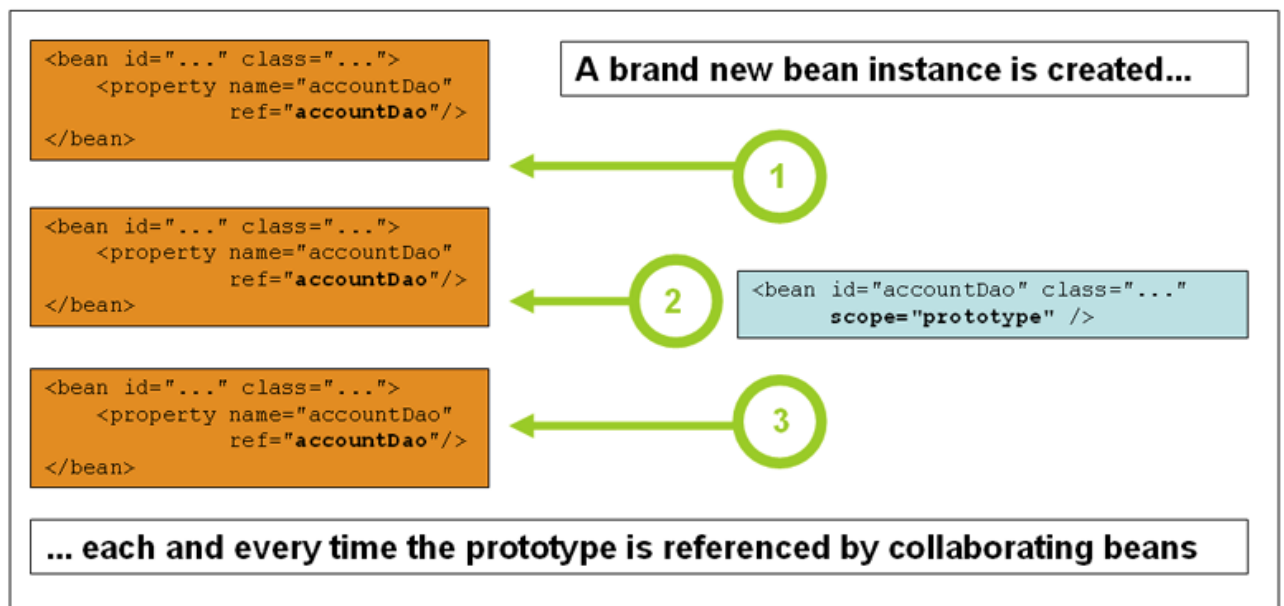 <bean id="..." class="...">
<property name="accountDao"
ref="accountDao"/>
</bean>
A brand new bean instance is created...
1
<bean id="..." class="...">
<property name="accountDao"
ref="accountDao"/>
</bean>
2
<bean id="accountDao" class="..."
scope="prototype" />
<bean id="..." class="...">
<property name="accountDao"
ref="accountDao"/>
</bean>
3
... each and every time the prototype is referenced by collaborating beans